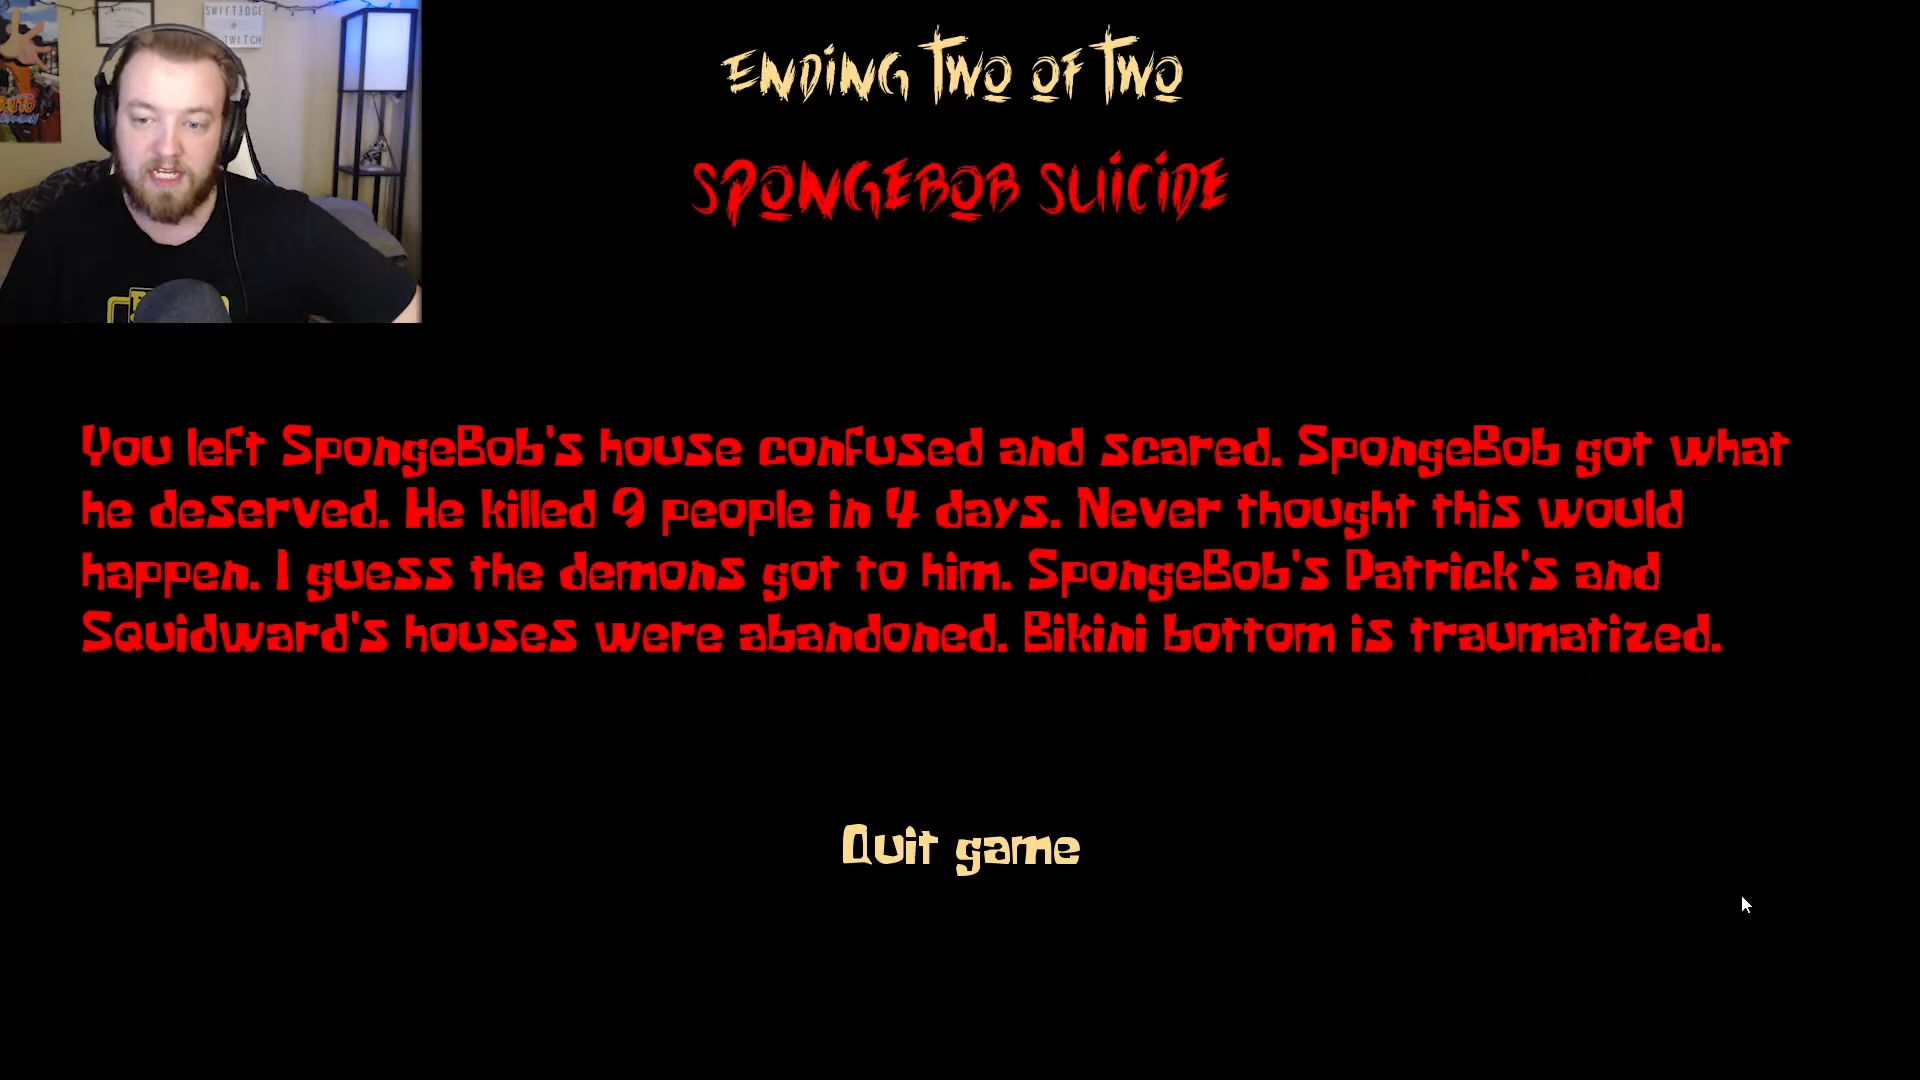 SWIFT3DGE
@
TWITCH
ENDING TWO OF TWO
SPONGEBOB SUICIDE
You left SpongeBob's house confused and scared. SpongeBob got what
he deserved. He killed 9 people in 4 days. Never thought this would
happen. I guess the demons got to him. SpongeBob's Patrick's and
Squidward's houses were abandoned. Bikini bottom is traumatized.
Quit game